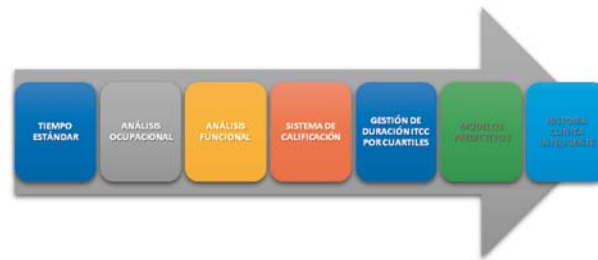 TIEMPO
ESTÁNDAR
ANÁLISIS
OCUPACIONAL
ANÁLISIS
FUNCIONAL
SISTEMA DE
CALIFICACIÓN
GESTIÓN DE
DURACIÓN ITCC
POR CUARTILES
MODELOS
PREDICTIVOS
HISTORIA
CLINICA
INTELIGENTE